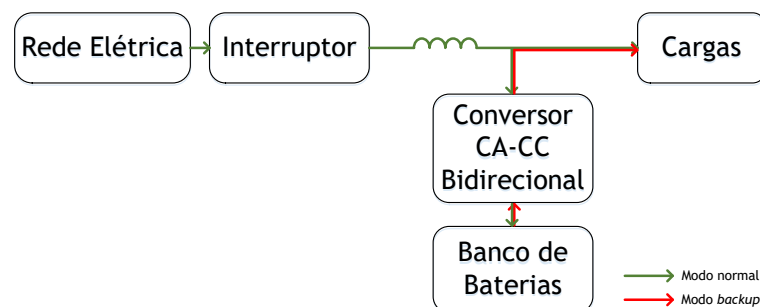 Rede Elétrica
Interruptor
Cargas
Conversor
CA-CC
Bidirecional
Banco de
Baterias
Modo normal
Modo backup